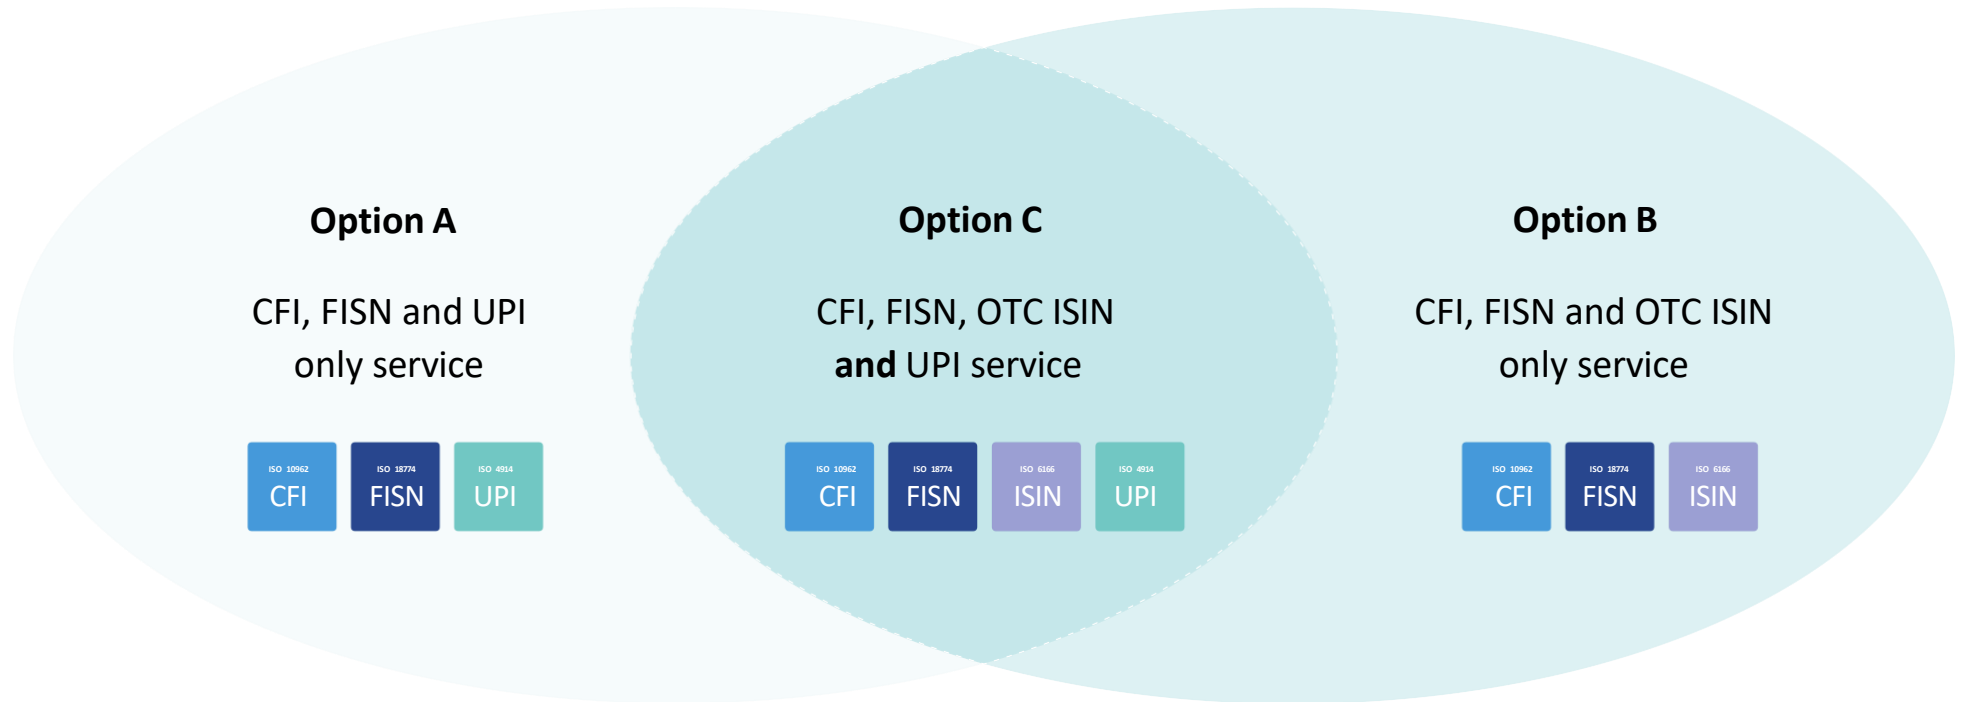 Option A
CFI, FISN and UPI
only service
ISO 10962
CFI
ISO 18774
FISN
ISO 4914
UPI
Option C
CFI, FISN, OTC ISIN
and UPI service
ISO 10962
CFI
ISO 18774
FISN
ISO 6166
ISIN
ISO 4914
UPI
Option B
CFI, FISN and OTC ISIN
only service
ISO 10962
CFI
ISO 18774
FISN
ISO 6166
ISIN